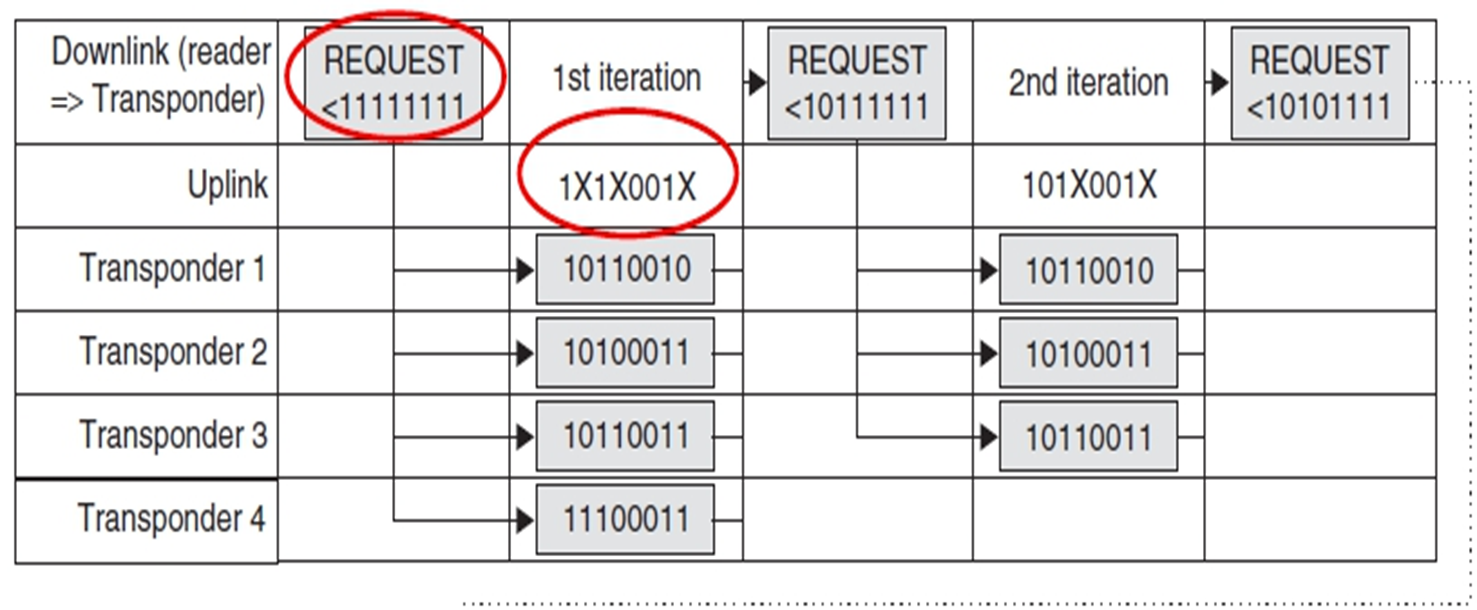 Downlink (reader
=> Transponder)
REQUEST
<11111111
1st iteration
REQUEST
<10111111
2nd iteration
REQUEST
<10101111
Uplink
1X1X001X
101X001X
Transponder 1
10110010
10110010
Transponder 2
10100011
10100011
Transponder 3
10110011
10110011
Transponder 4
11100011